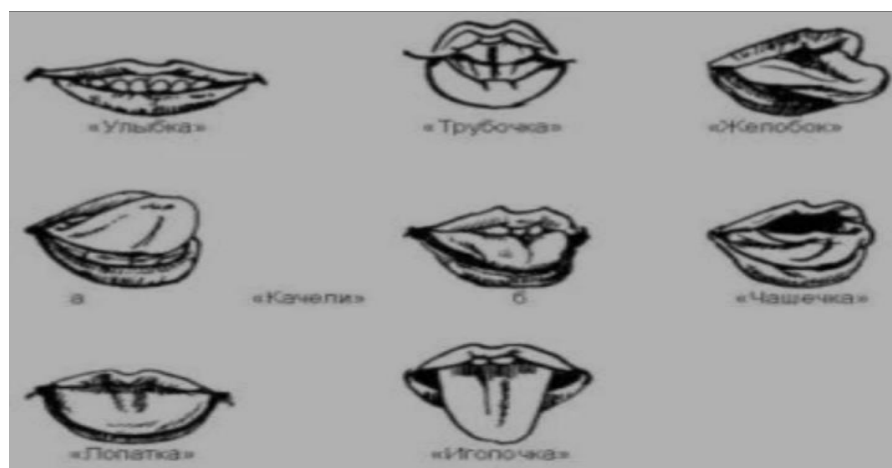 «Улыбка» «Трубочка» «Желобок»
а «Качели» б «Чашечка»
«Лопатка» «Иголочка»